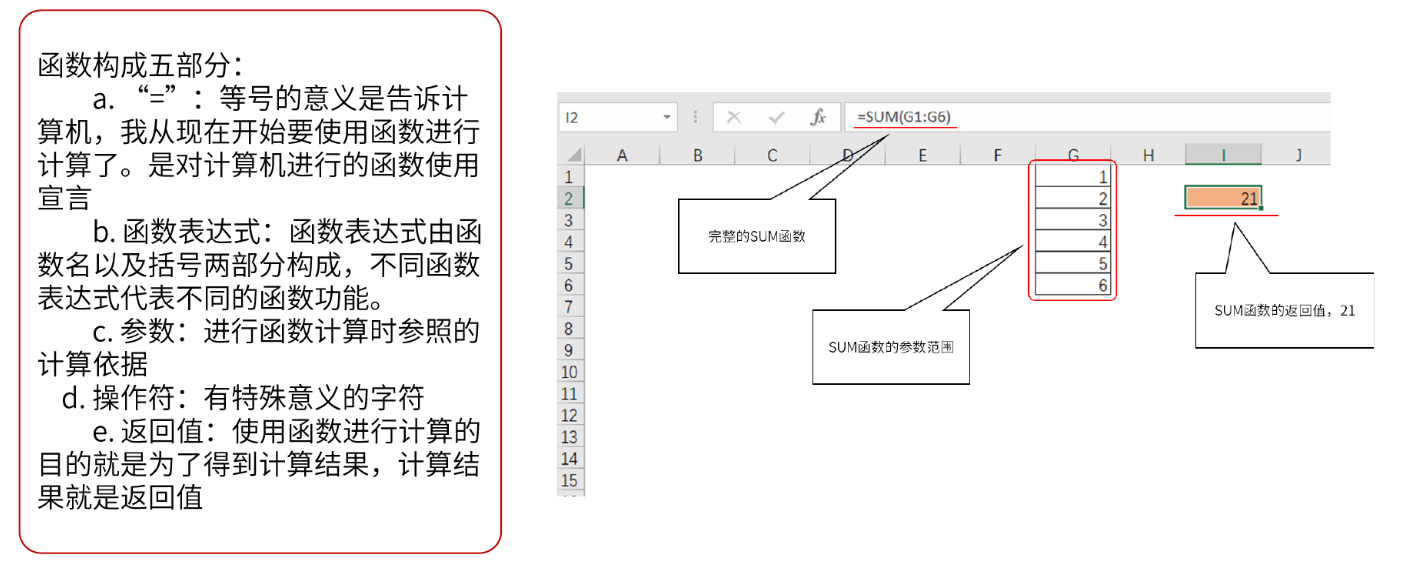 函数构成五部分：
a. “=”：等号的意义是告诉计
算机，我从现在开始要使用函数进行
计算了。是对计算机进行的函数使用
宣言
b. 函数表达式：函数表达式由函
数名以及括号两部分构成，不同函数
表达式代表不同的函数功能。
c. 参数：进行函数计算时参照的
计算依据
d. 操作符：有特殊意义的字符
e. 返回值：使用函数进行计算的
目的就是为了得到计算结果，计算结
果就是返回值
I2 fx =SUM(G1:G6)
A B C D E F G H I J
1 1
2 2 21
3 3
4 4
5 5
6 6
7
8
9
10
11
12
13
14
15
完整的SUM函数
SUM函数的参数范围
SUM函数的返回值，21